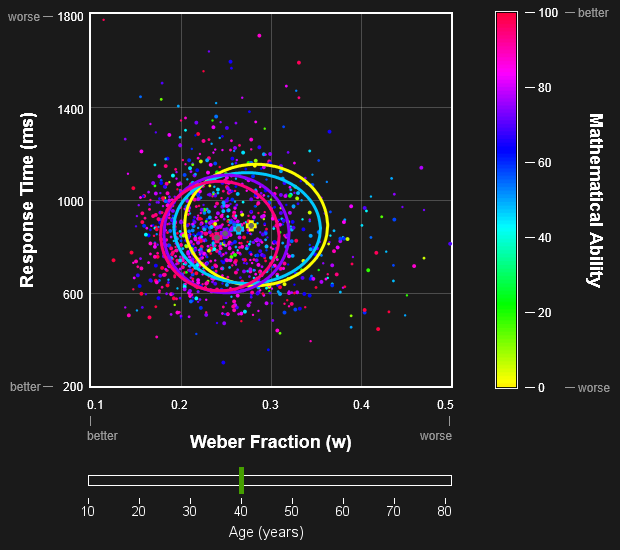 worse 1800
1400
1000
600
better 200
Response Time (ms)
0.1 0.2 0.3 0.4 0.5
better worse
Weber Fraction (w)
10 20 30 40 50 60 70 80
Age (years)
100 better
80
60
40
20
0 worse
Mathematical Ability